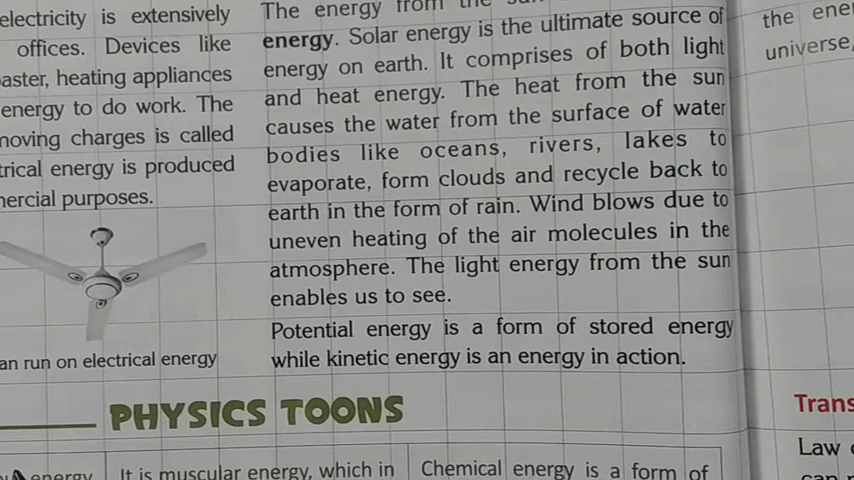 electricity is extensively
offices. Devices like
aster, heating appliances
energy to do work. The
moving charges is called
trical energy is produced
mercial purposes.
an run on electrical energy
The energy from the
energy. Solar energy is the ultimate source of
energy on earth. It comprises of both light
and heat energy. The heat from the sun
causes the water from the surface of water
bodies like oceans, rivers, lakes to
evaporate, form clouds and recycle back to
earth in the form of rain. Wind blows due to
uneven heating of the air molecules in the
atmosphere. The light energy from the sun
enables us to see.
Potential energy is a form of stored energy
while kinetic energy is an energy in action.
the ener
universe,
Trans
Law
PHYSICS TOONS
energy
It is muscular energy, which in
Chemical energy is a form of